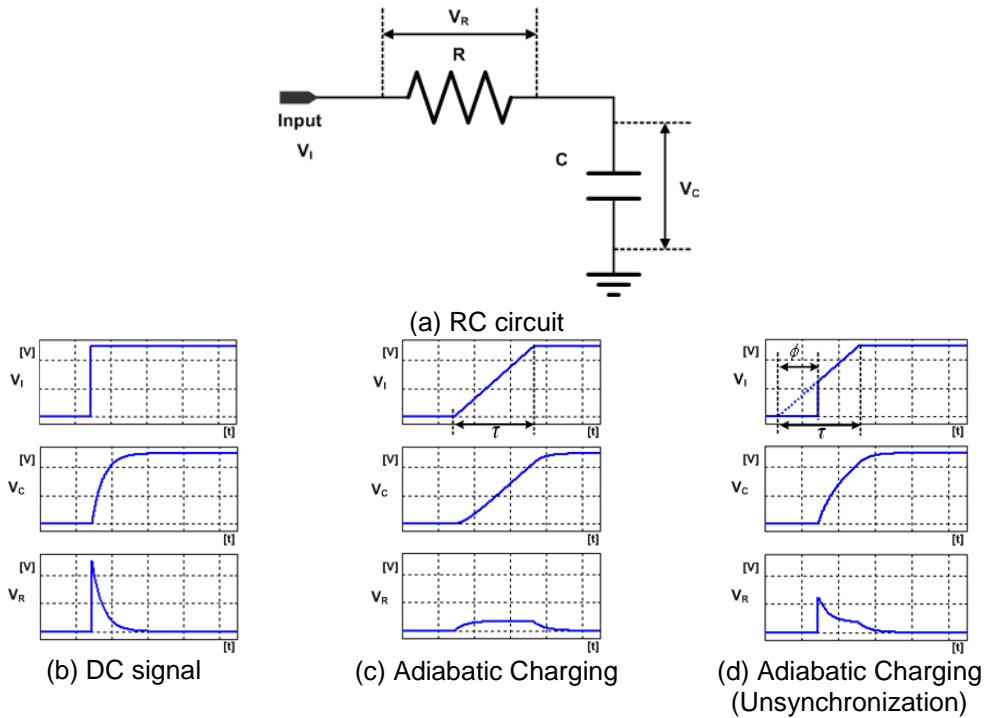 V_R
R
Input
V_I
C
V_C
(a) RC circuit
[V]
V_I
[t]
[V]
V_C
[t]
[V]
V_R
[t]
(b) DC signal
[V]
V_I
τ
[t]
[V]
V_C
[t]
[V]
V_R
[t]
(c) Adiabatic Charging
[V]
ϕ
V_I
τ
[t]
[V]
V_C
[t]
[V]
V_R
[t]
(d) Adiabatic Charging
(Unsynchronization)